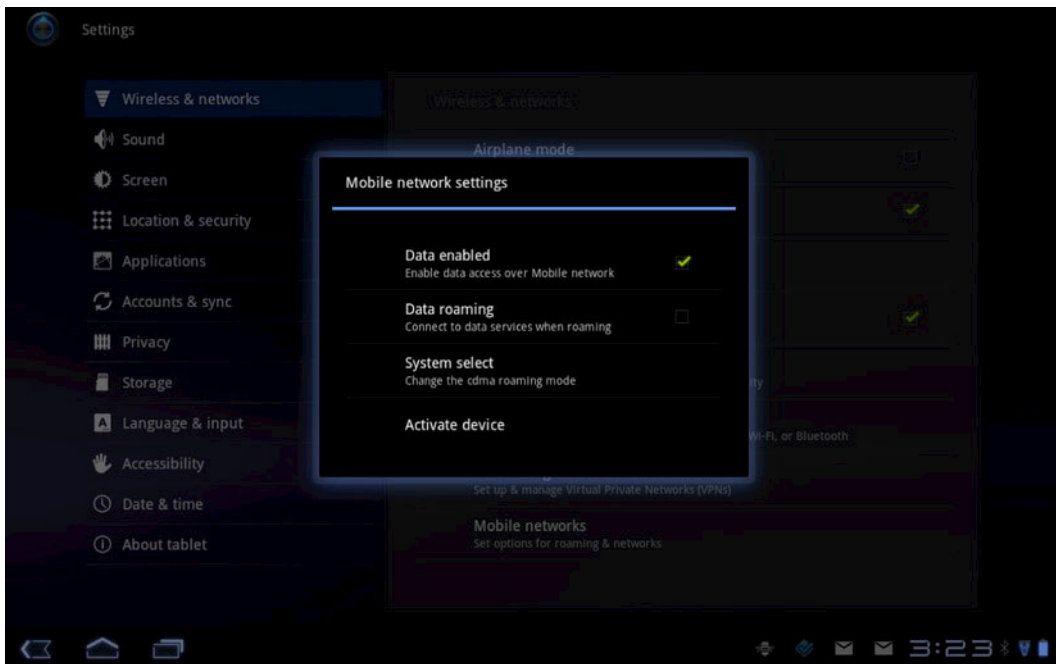 Settings
Wireless & networks
Sound
Screen
Location & security
Applications
Accounts & sync
Privacy
Storage
Language & input
Accessibility
Date & time
About tablet
Wireless & networks
Airplane mode
Mobile network settings
Data enabled
Enable data access over Mobile network
Data roaming
Connect to data services when roaming
System select
Change the cdma roaming mode
Activate device
Wi-Fi, or Bluetooth
Set up & manage Virtual Private Networks (VPNs)
Mobile networks
Set options for roaming & networks
3:23